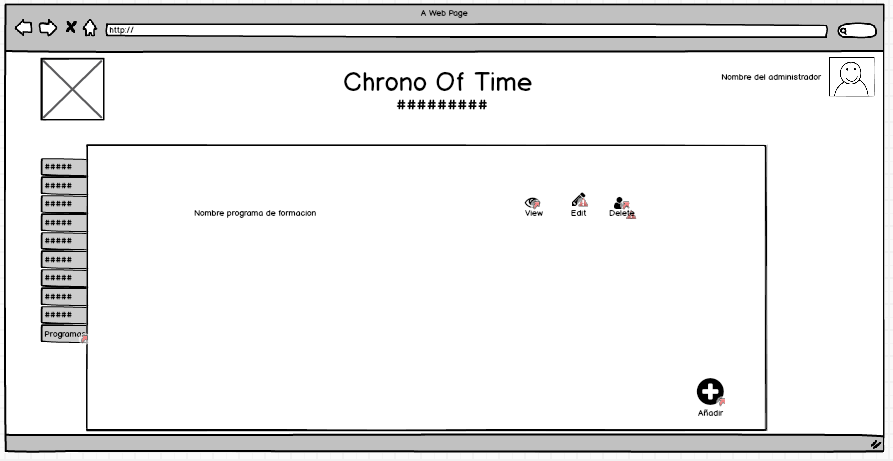 A Web Page
http://
Chrono Of Time
#########
Nombre del administrador
#####
#####
#####
#####
#####
#####
#####
#####
#####
Programas
Nombre programa de formacion
View
Edit
Delete
Añadir